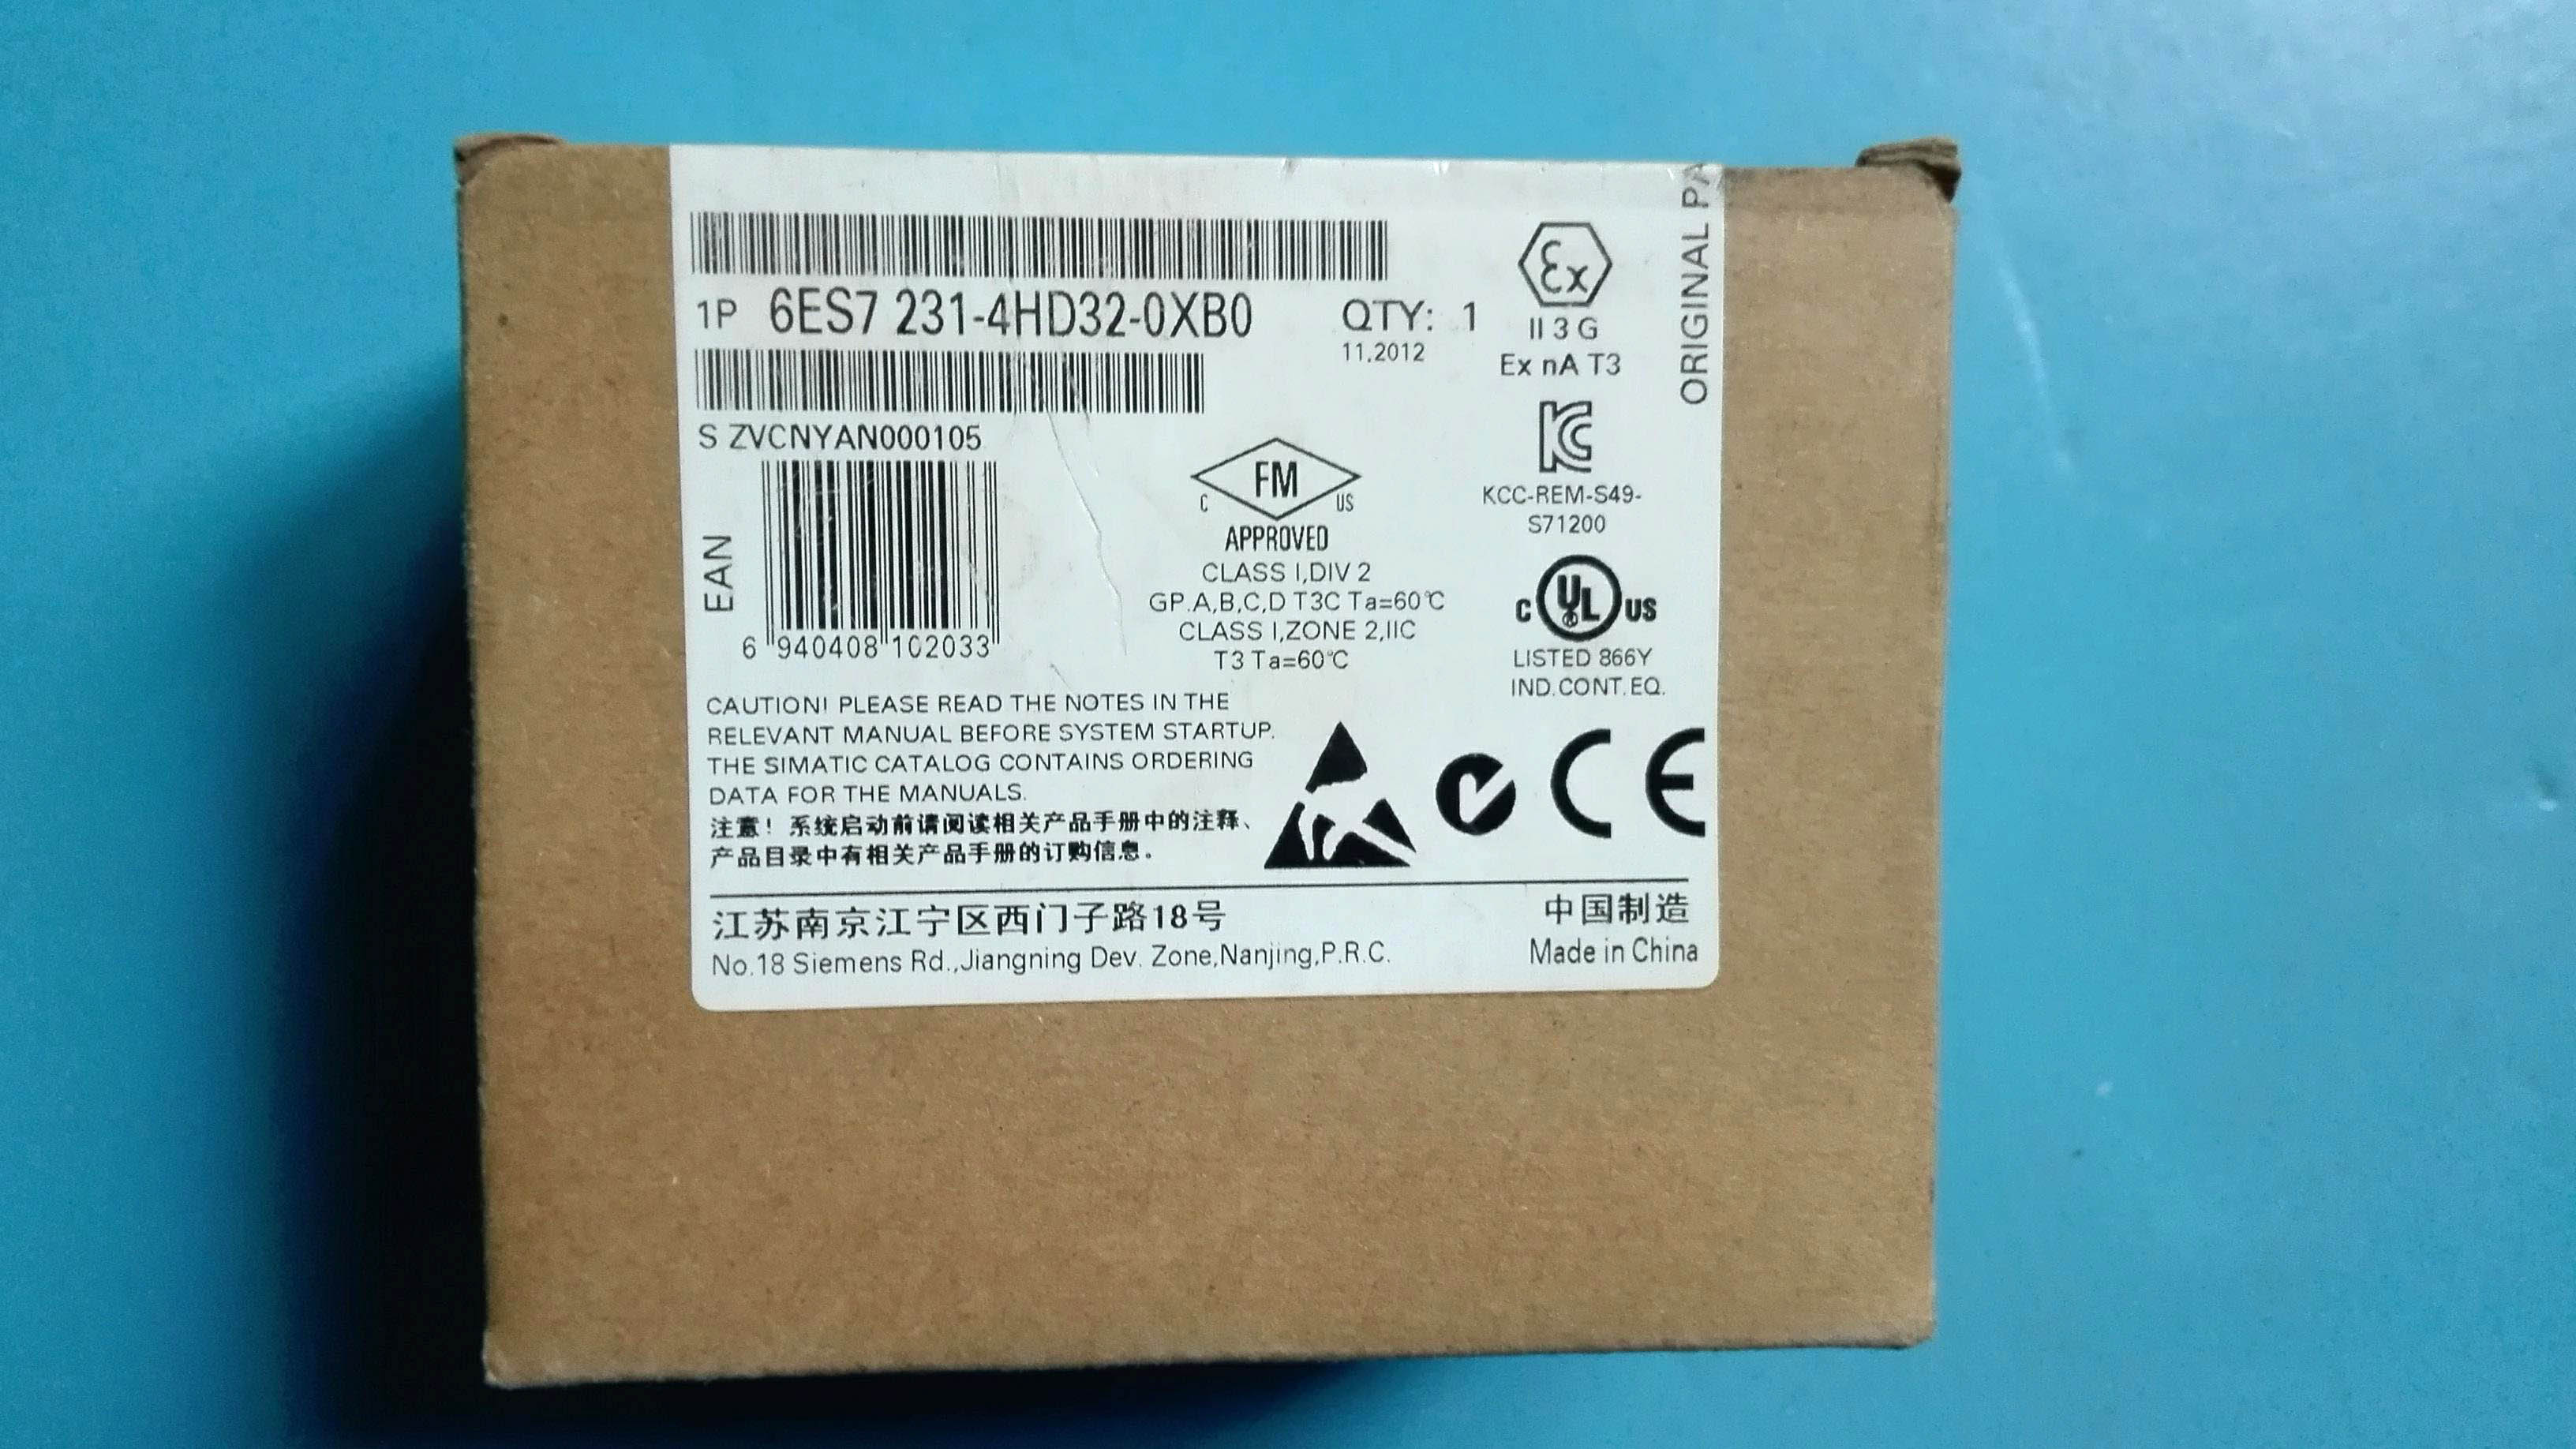 1P 6ES7 231-4HD32-0XB0
QTY: 1
11.2012
S ZVCNYAN000105
EAN
6 940408 102033
FM
C US
APPROVED
CLASS I,DIV 2
GP.A,B,C,D T3C Ta=60℃
CLASS I,ZONE 2,IIC
T3 Ta=60℃
Ex
II 3 G
Ex nA T3
KC
KCC-REM-S49-
S71200
C UL US
LISTED 866Y
IND.CONT.EQ.
ORIGINAL
CAUTION! PLEASE READ THE NOTES IN THE
RELEVANT MANUAL BEFORE SYSTEM STARTUP.
THE SIMATIC CATALOG CONTAINS ORDERING
DATA FOR THE MANUALS.
注意！系统启动前请阅读相关产品手册中的注释、
产品目录中有相关产品手册的订购信息。
CE
江苏南京江宁区西门子路18号
No.18 Siemens Rd.,Jiangning Dev. Zone,Nanjing,P.R.C.
中国制造
Made in China